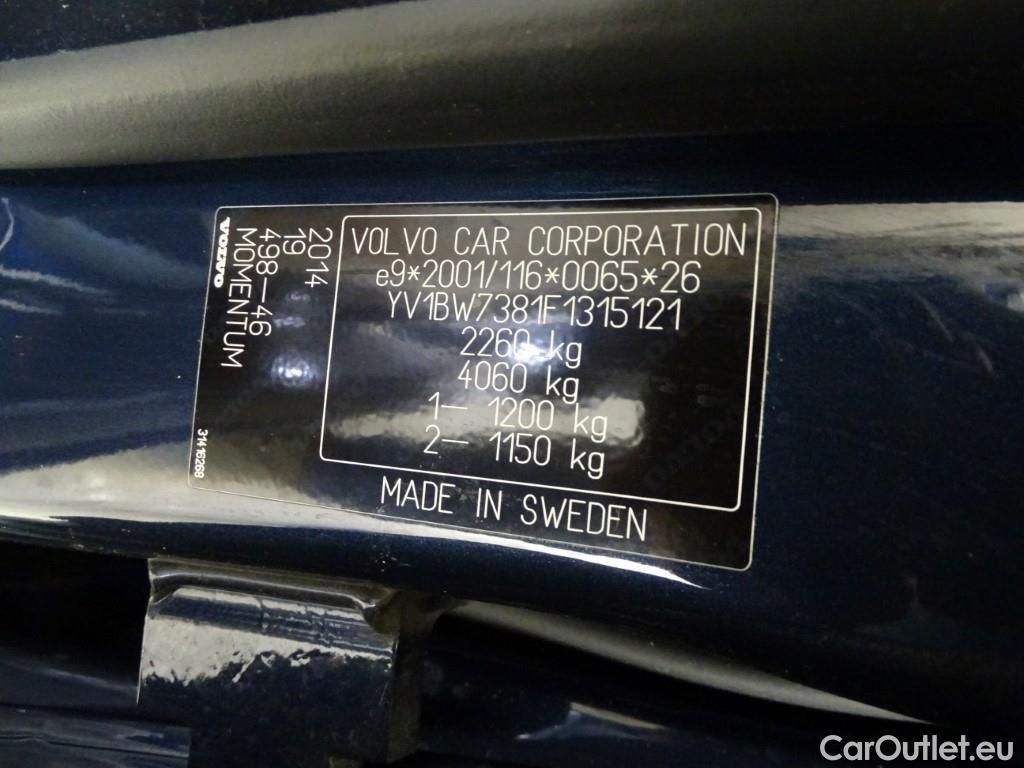 VOLVO CAR CORPORATION
e9*2001/116*0065*26
YV1BW7381F1315121
2260 kg
4060 kg
1- 1200 kg
2- 1150 kg
MADE IN SWEDEN
2014
19
498-46
MOMENTUM
VOLVO
31416268
CarOutlet.eu